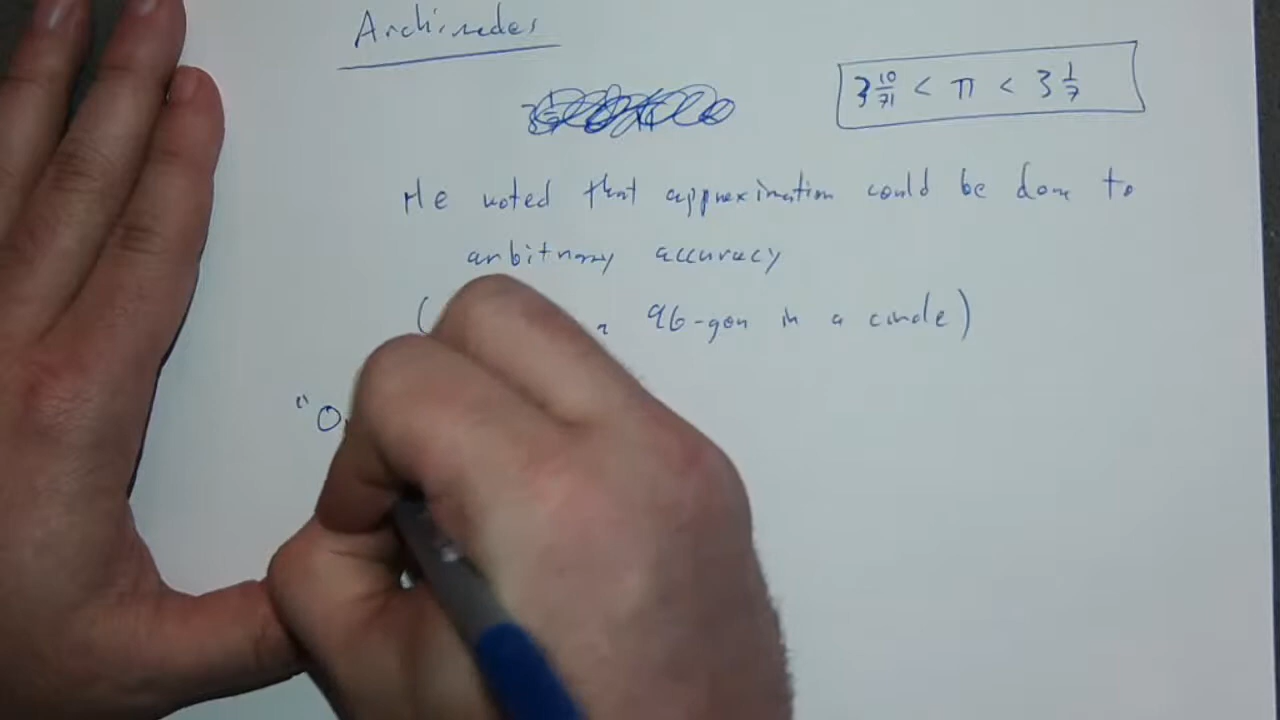 Archimedes
3 10/71 < π < 3 1/7
He noted that approximation could be done to
arbitrary accuracy
( a 96-gon in a circle)
"O